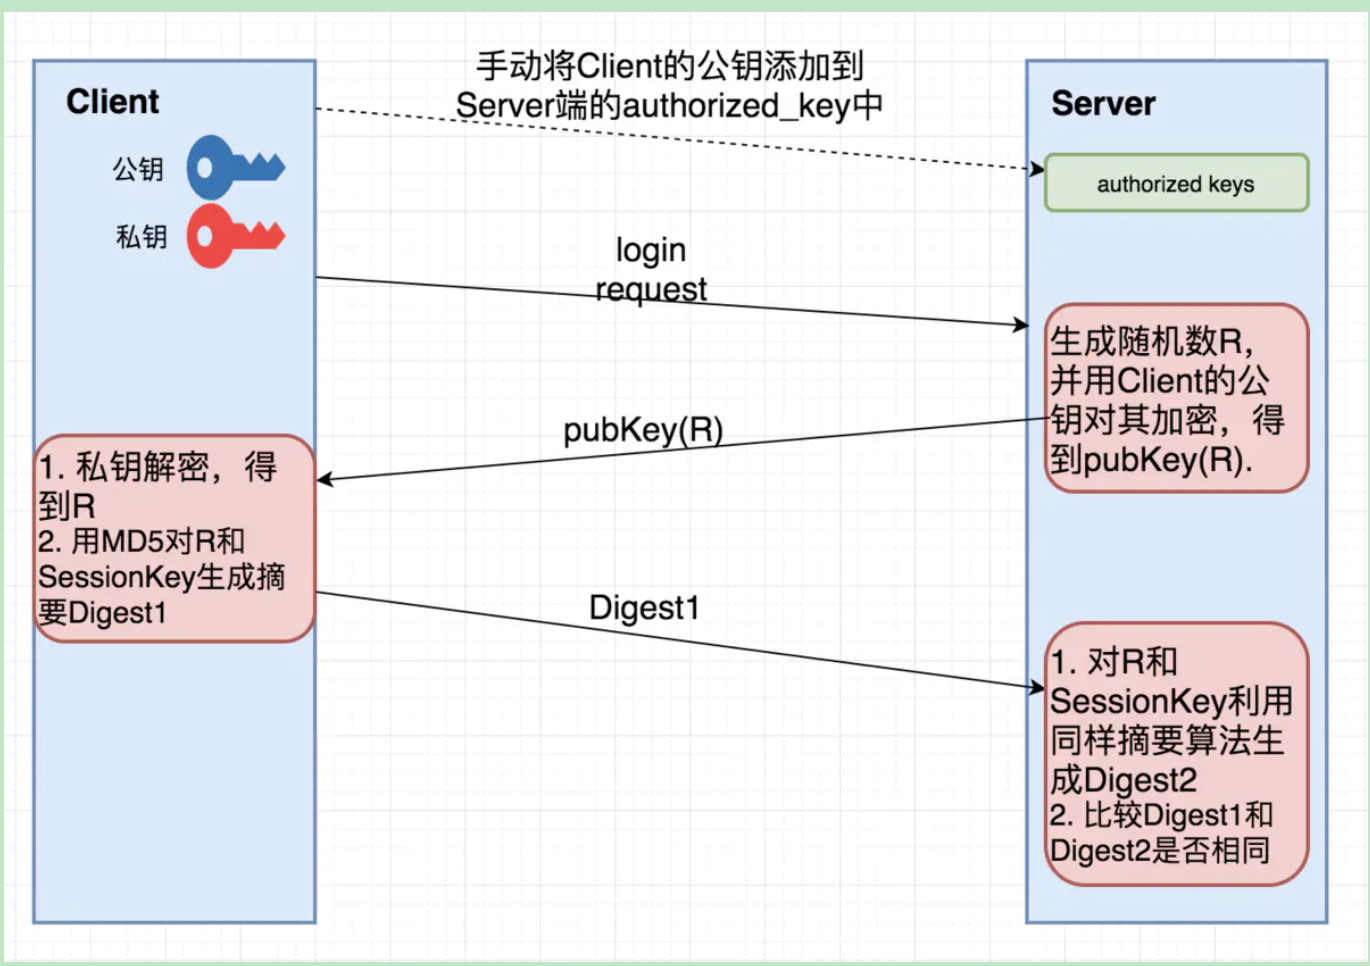 手动将Client的公钥添加到
Server端的authorized_key中
Client
公钥
私钥
Server
authorized keys
login
request
生成随机数R，
并用Client的公
钥对其加密，得
到pubKey(R).
pubKey(R)
1. 私钥解密，得
到R
2. 用MD5对R和
SessionKey生成摘
要Digest1
Digest1
1. 对R和
SessionKey利用
同样摘要算法生
成Digest2
2. 比较Digest1和
Digest2是否相同